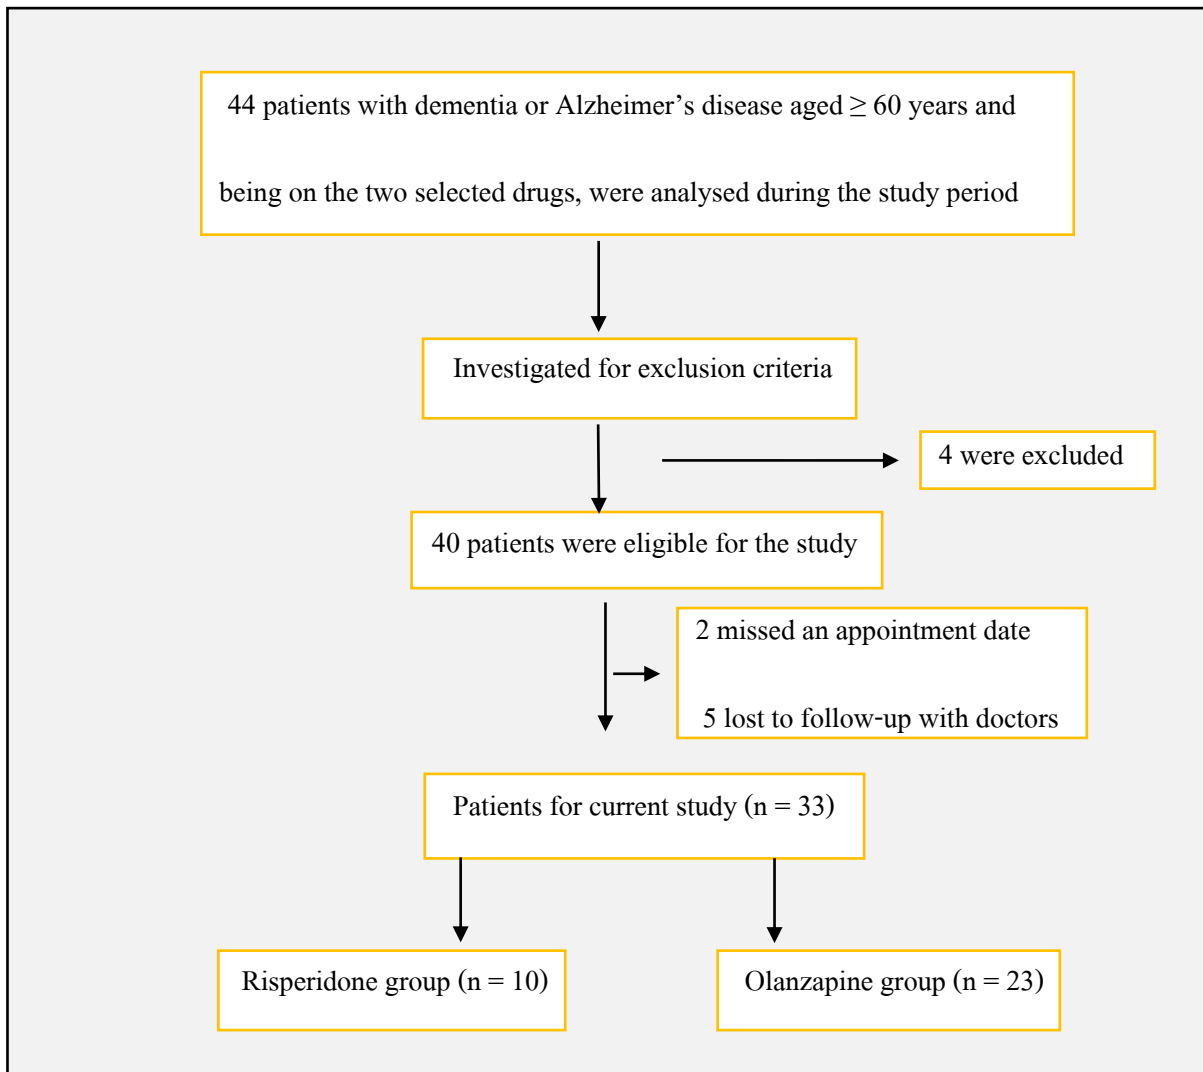 44 patients with dementia or Alzheimer’s disease aged ≥ 60 years and
being on the two selected drugs, were analysed during the study period
Investigated for exclusion criteria
4 were excluded
40 patients were eligible for the study
2 missed an appointment date
5 lost to follow-up with doctors
Patients for current study (n = 33)
Risperidone group (n = 10)
Olanzapine group (n = 23)